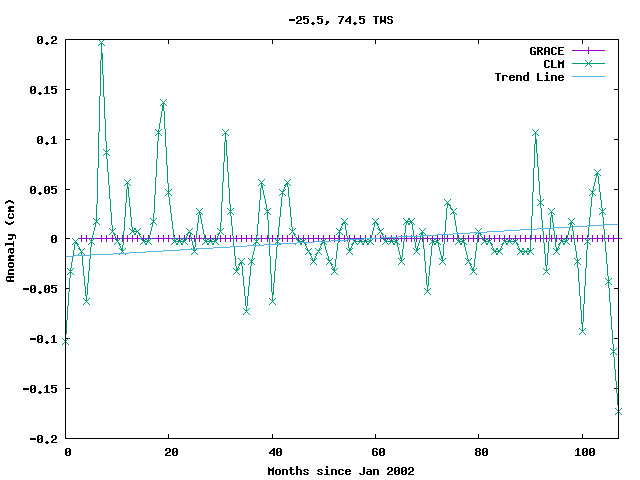 -25.5, 74.5 TWS
GRACE
CLM
Trend Line
0.2
0.15
0.1
0.05
0
-0.05
-0.1
-0.15
-0.2
Anomaly (cm)
0 20 40 60 80 100
Months since Jan 2002